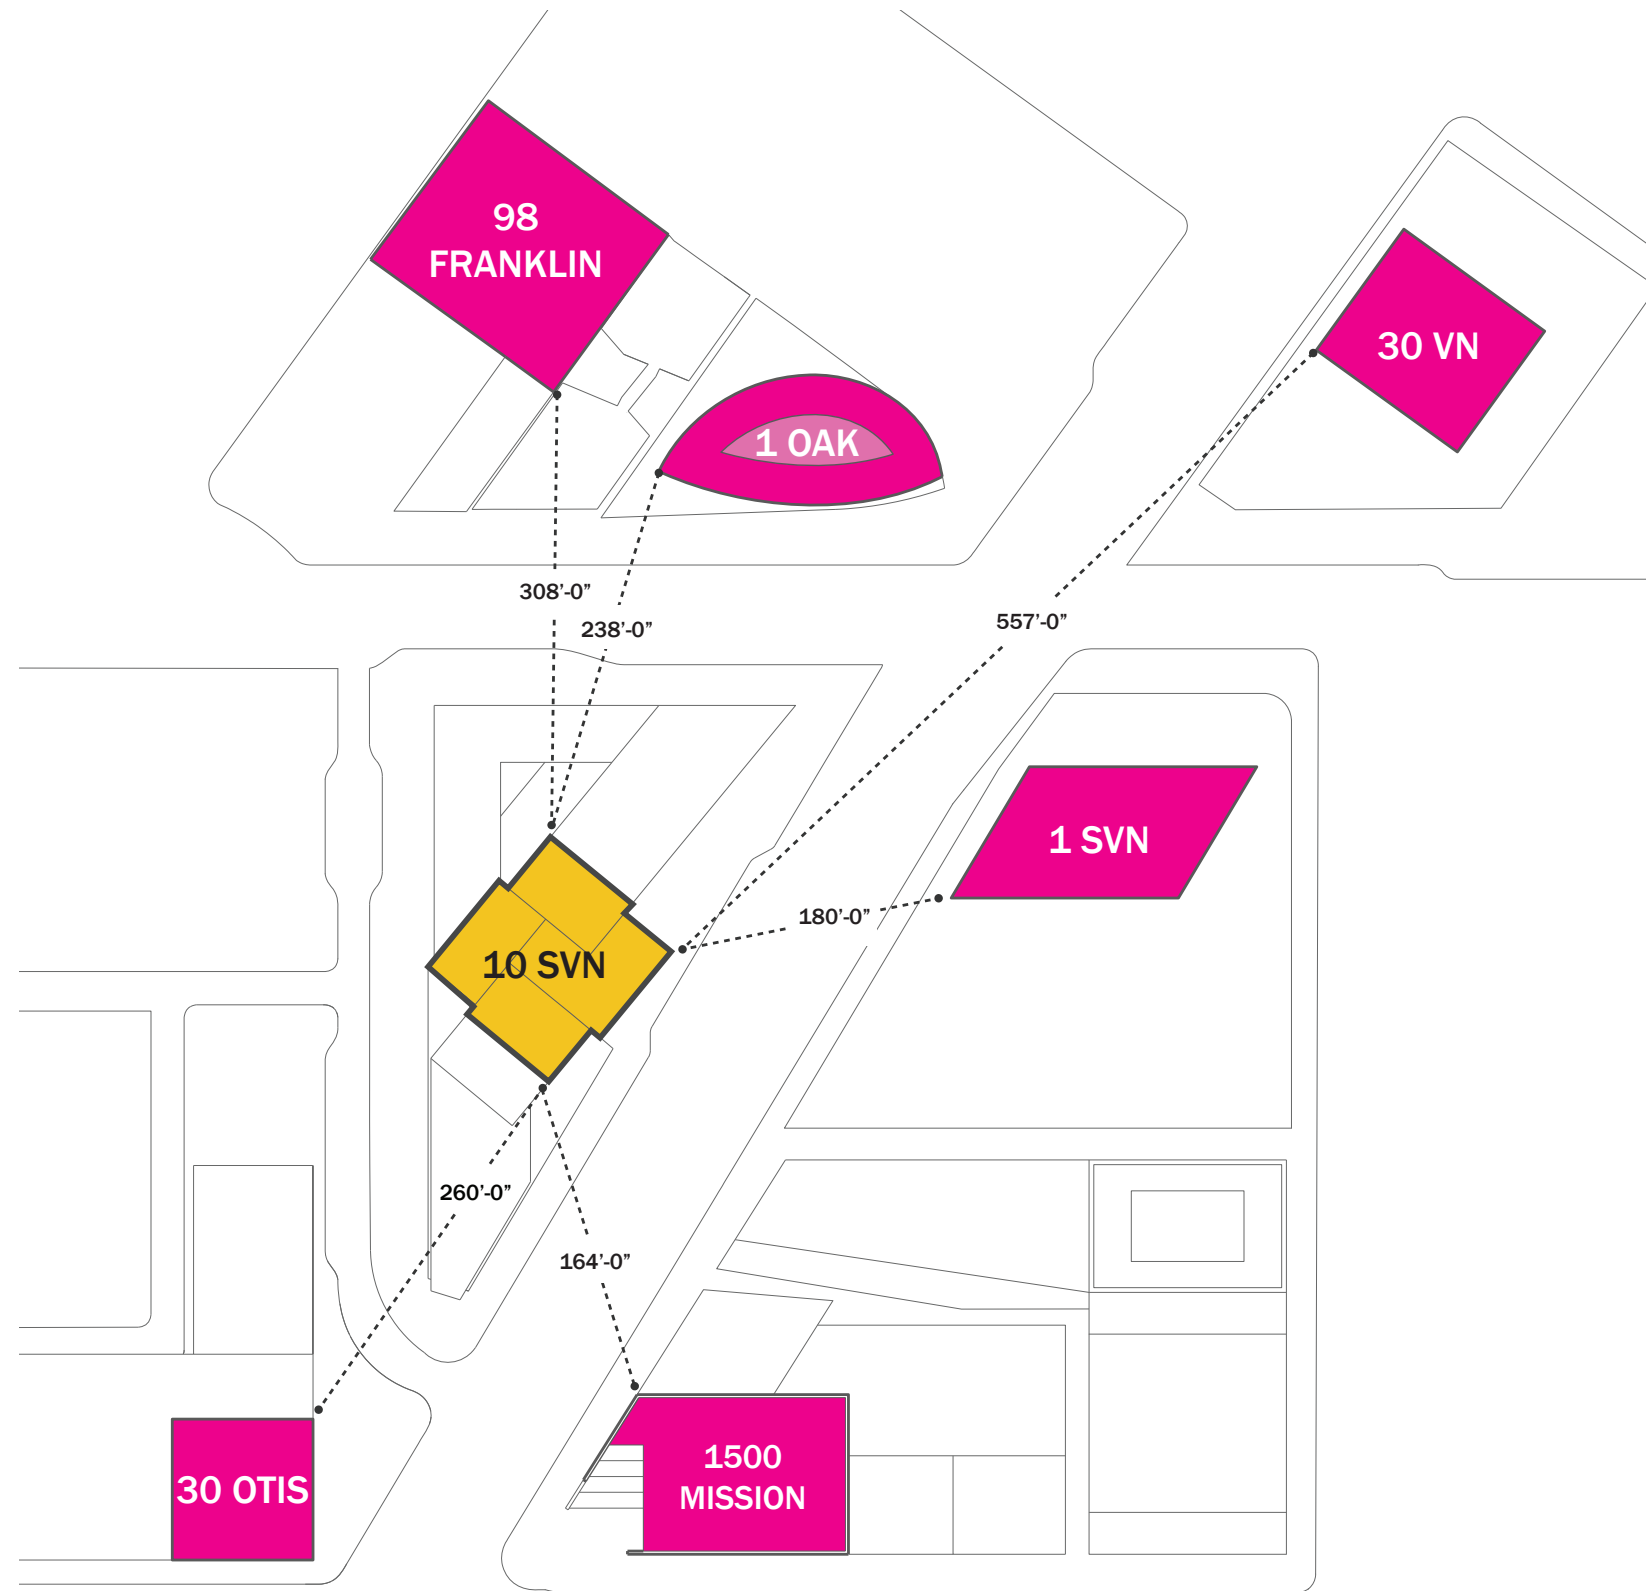 98
FRANKLIN
30 VN
1 OAK
308’-0”
238’-0”
557’-0”
1 SVN
180’-0”
10 SVN
260’-0”
164’-0”
1500
MISSION
30 OTIS